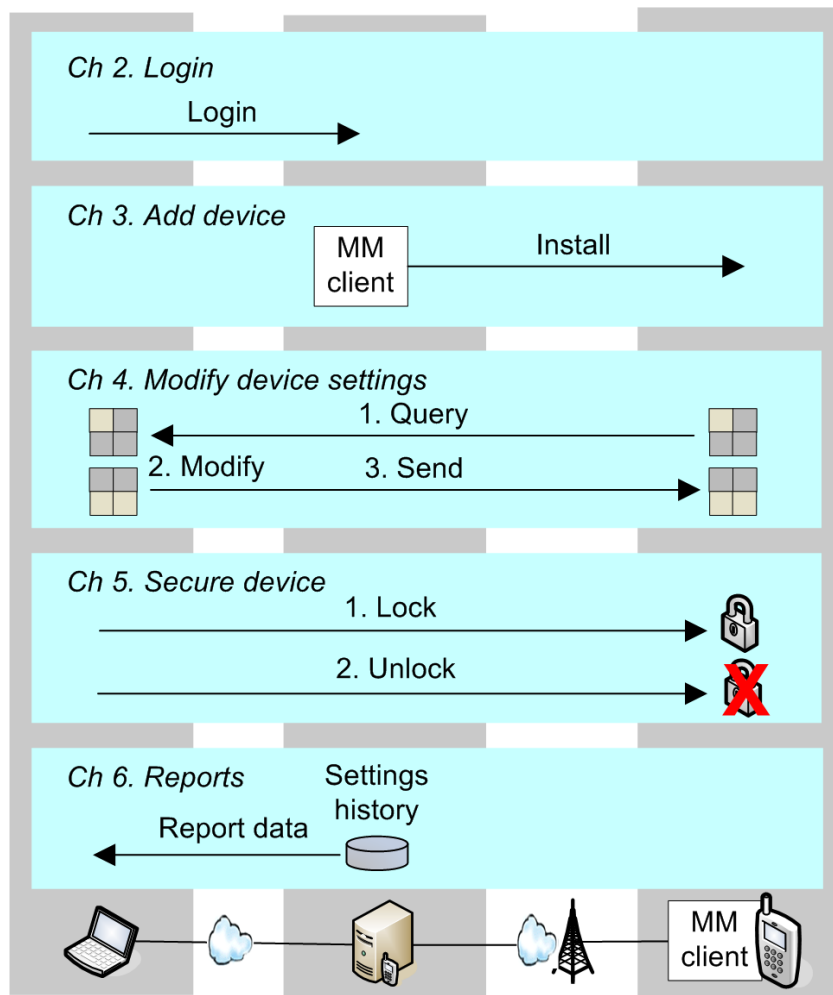 Ch 2. Login
Login
Ch 3. Add device
MM
client
Install
Ch 4. Modify device settings
1. Query
2. Modify
3. Send
Ch 5. Secure device
1. Lock
2. Unlock
X
Ch 6. Reports
Settings
history
Report data
MM
client